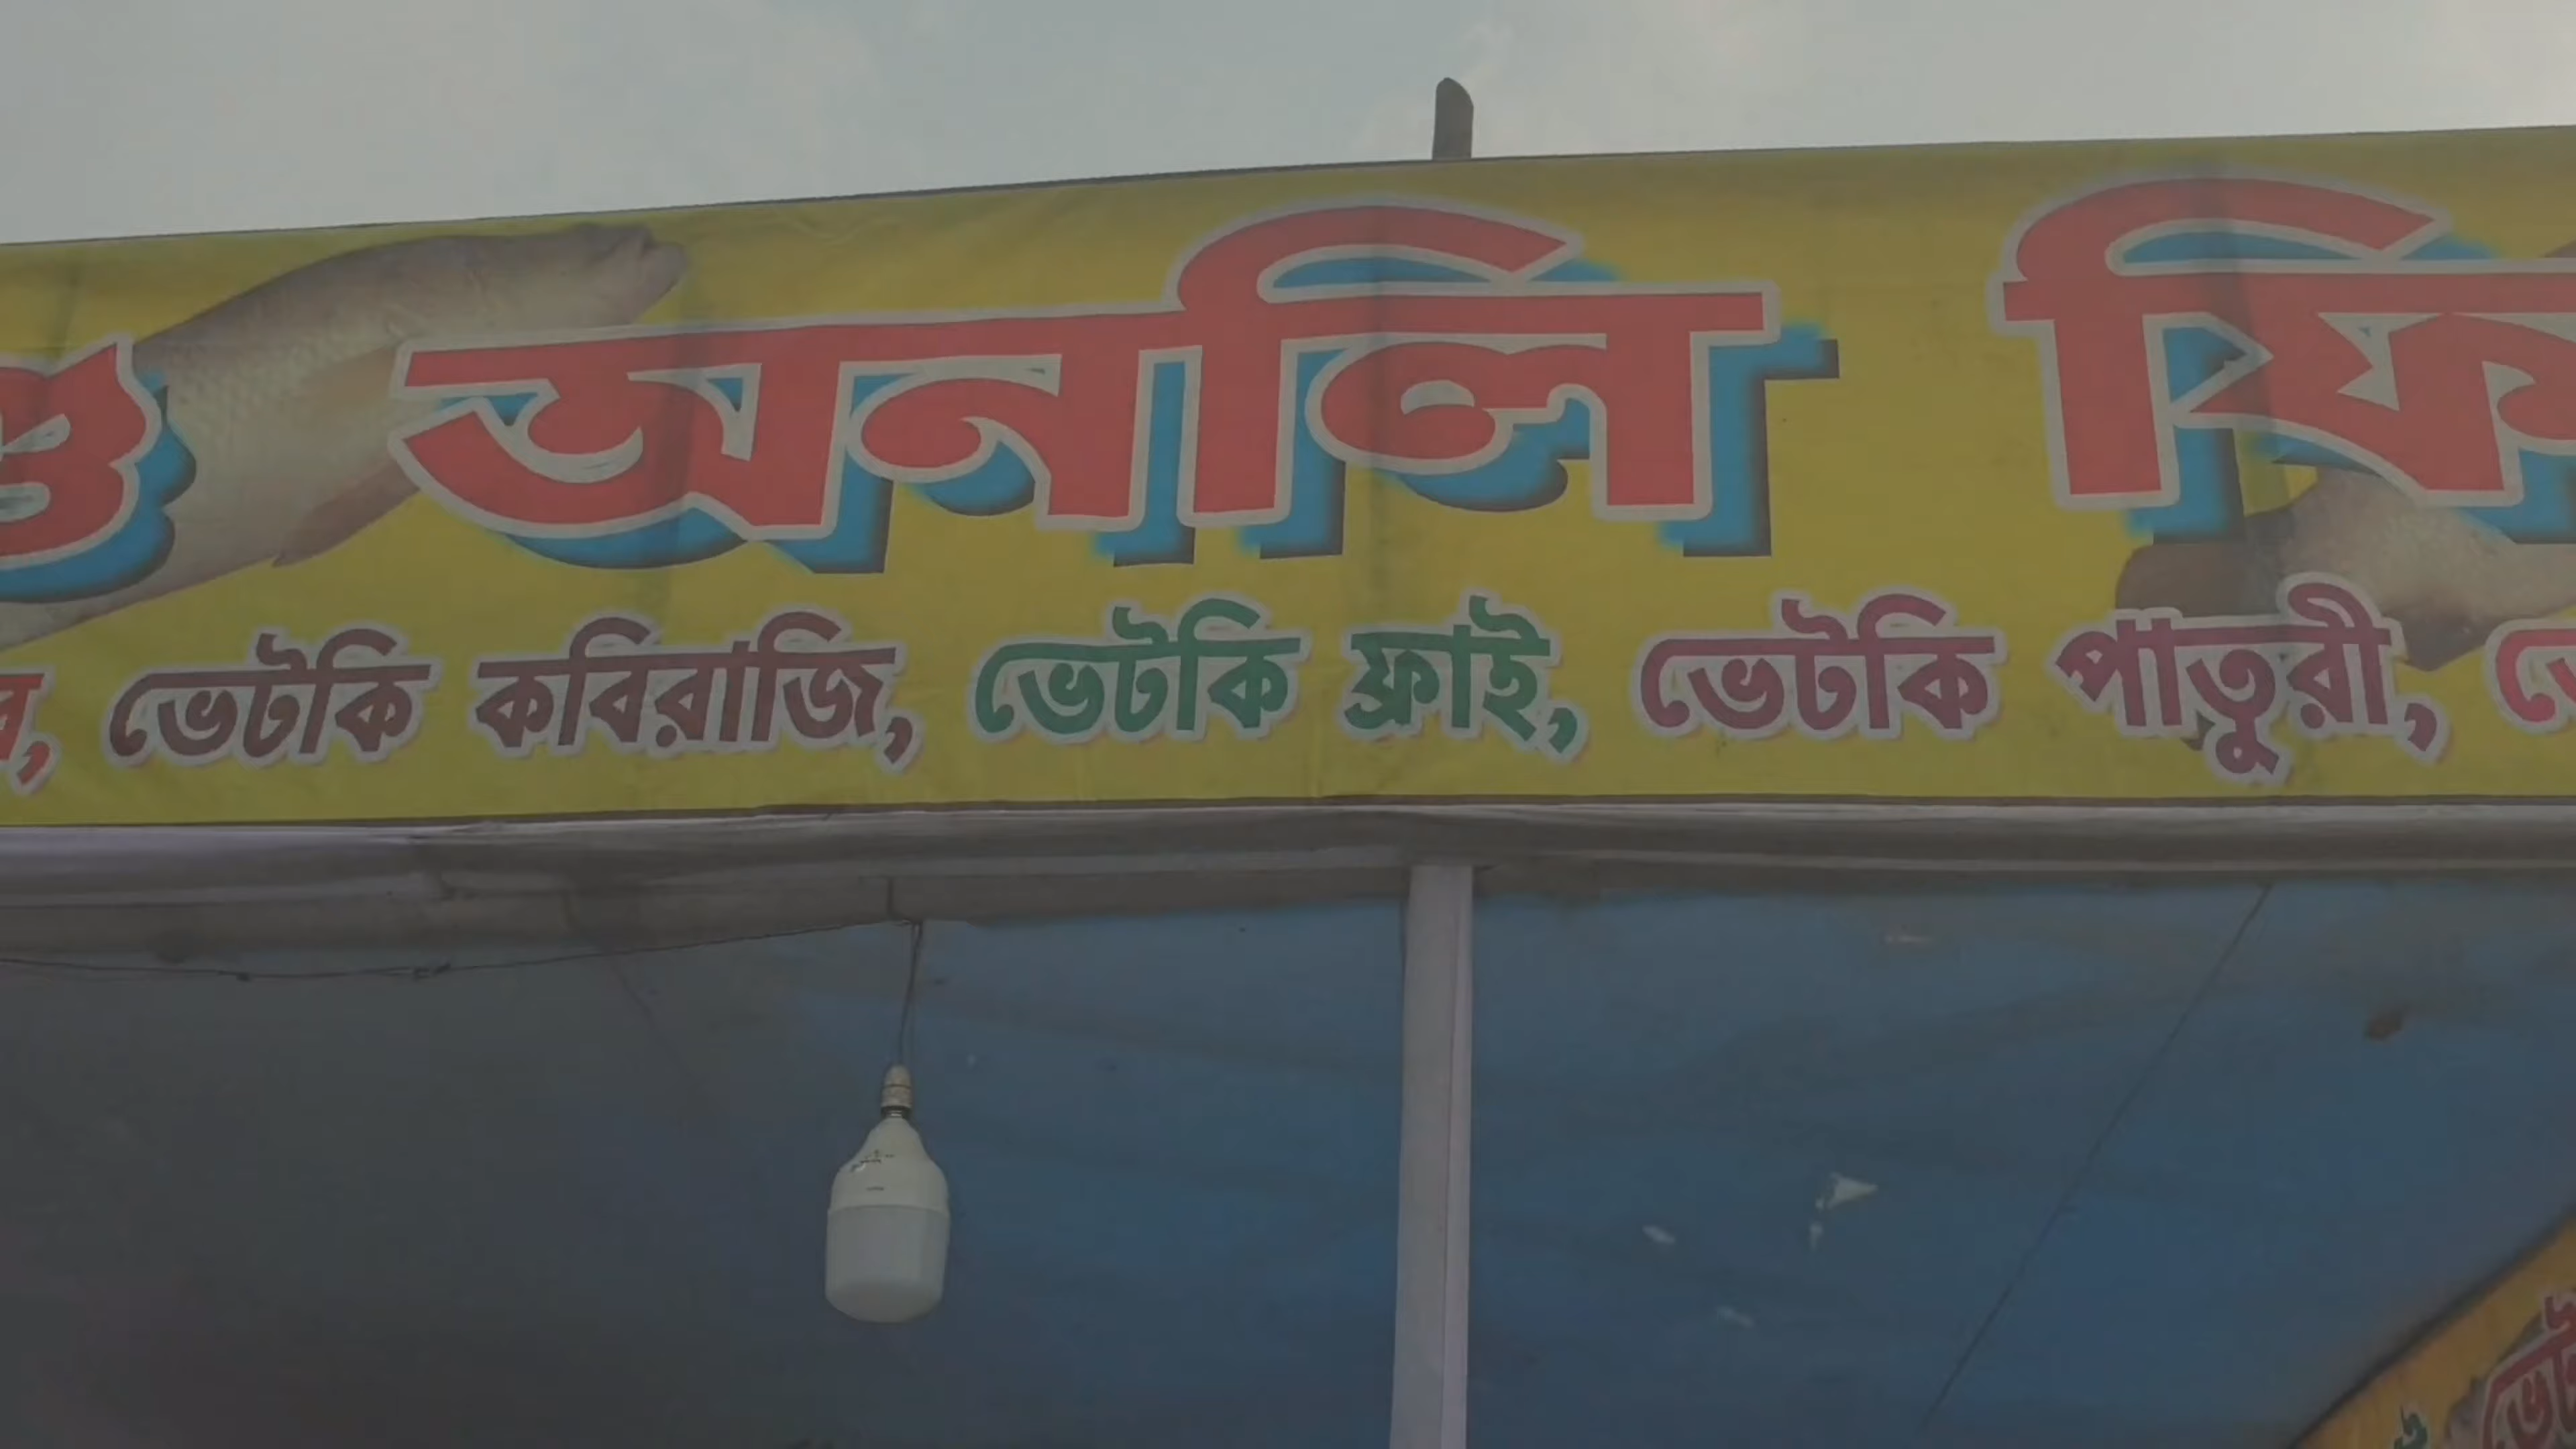 অনলি
ভেটকি কবিরাজি, ভেটকি ফ্রাই, ভেটকি পাতুরী,